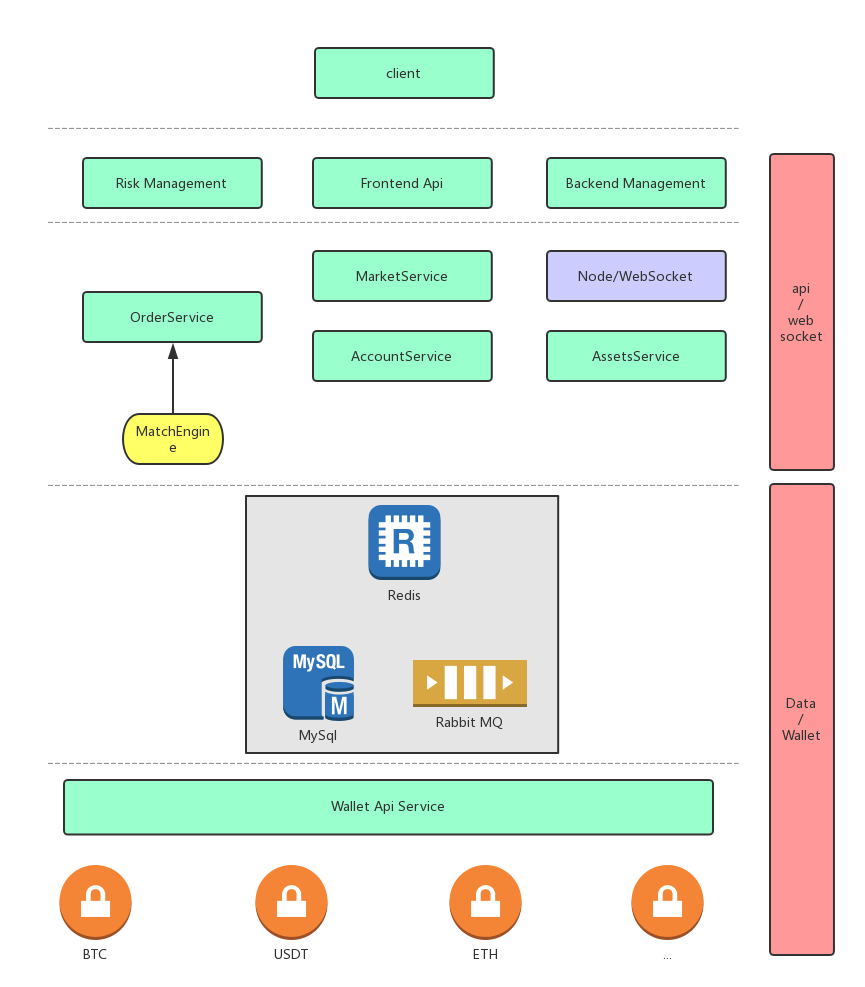 client
Risk Management
Frontend Api
Backend Management
MarketService
Node/WebSocket
OrderService
AccountService
AssetsService
MatchEngin
e
api
/
web
socket
R
Redis
MySQL
M
MySql
Rabbit MQ
Data
/
Wallet
Wallet Api Service
BTC
USDT
ETH
...